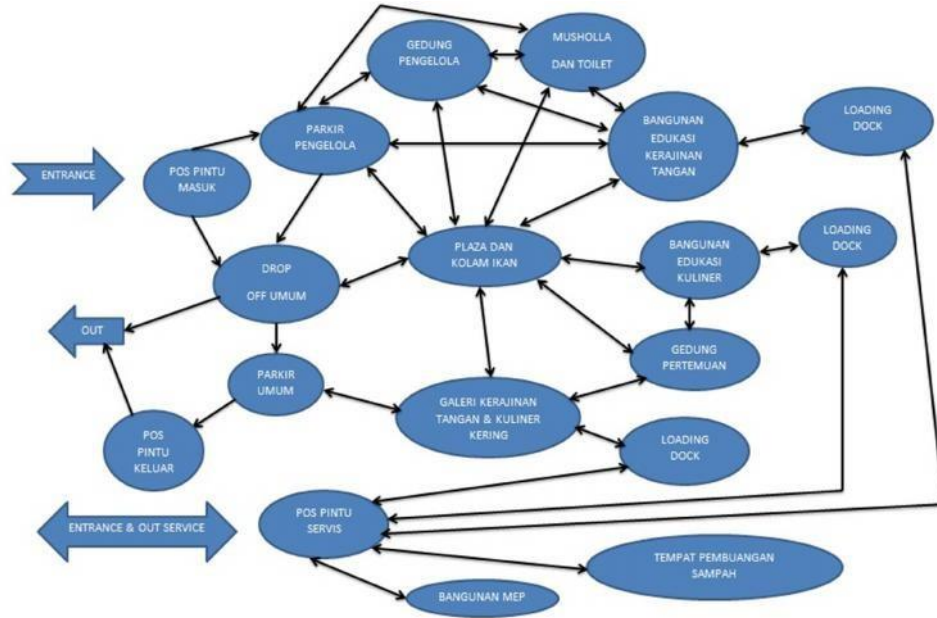 MUSHOLLA
DAN TOILET
GEDUNG
PENGELOLA
BANGUNAN
EDUKASI
KERAJINAN
TANGAN
LOADING
DOCK
PARKIR
PENGELOLA
ENTRANCE
POS PINTU
MASUK
PLAZA DAN
KOLAM IKAN
BANGUNAN
EDUKASI
KULINER
LOADING
DOCK
DROP
OFF UMUM
OUT
GEDUNG
PERTEMUAN
PARKIR
UMUM
GALERI KERAJINAN
TANGAN & KULINER
KERING
POS
PINTU
KELUAR
LOADING
DOCK
ENTRANCE & OUT SERVICE
POS PINTU
SERVIS
TEMPAT PEMBUANGAN
SAMPAH
BANGUNAN MEP